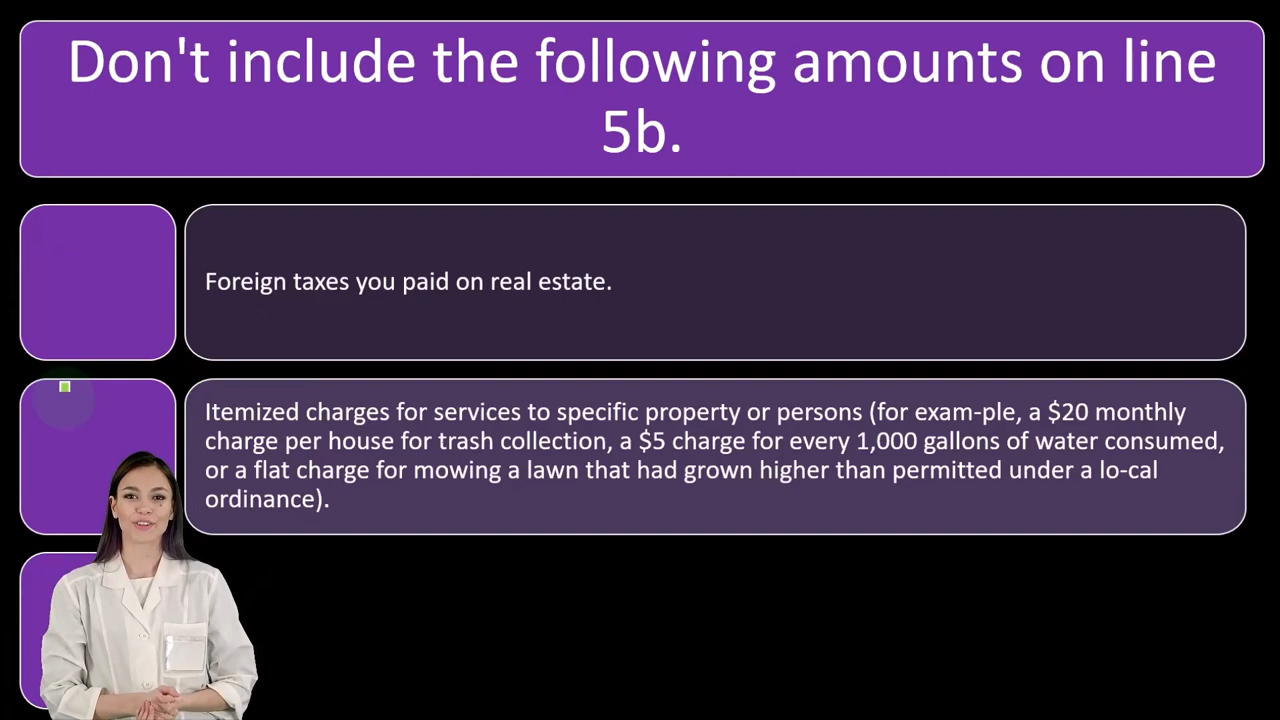 Don't include the following amounts on line
5b.
Foreign taxes you paid on real estate.
Itemized charges for services to specific property or persons (for exam-ple, a $20 monthly
charge per house for trash collection, a $5 charge for every 1,000 gallons of water consumed,
or a flat charge for mowing a lawn that had grown higher than permitted under a lo-cal
ordinance).